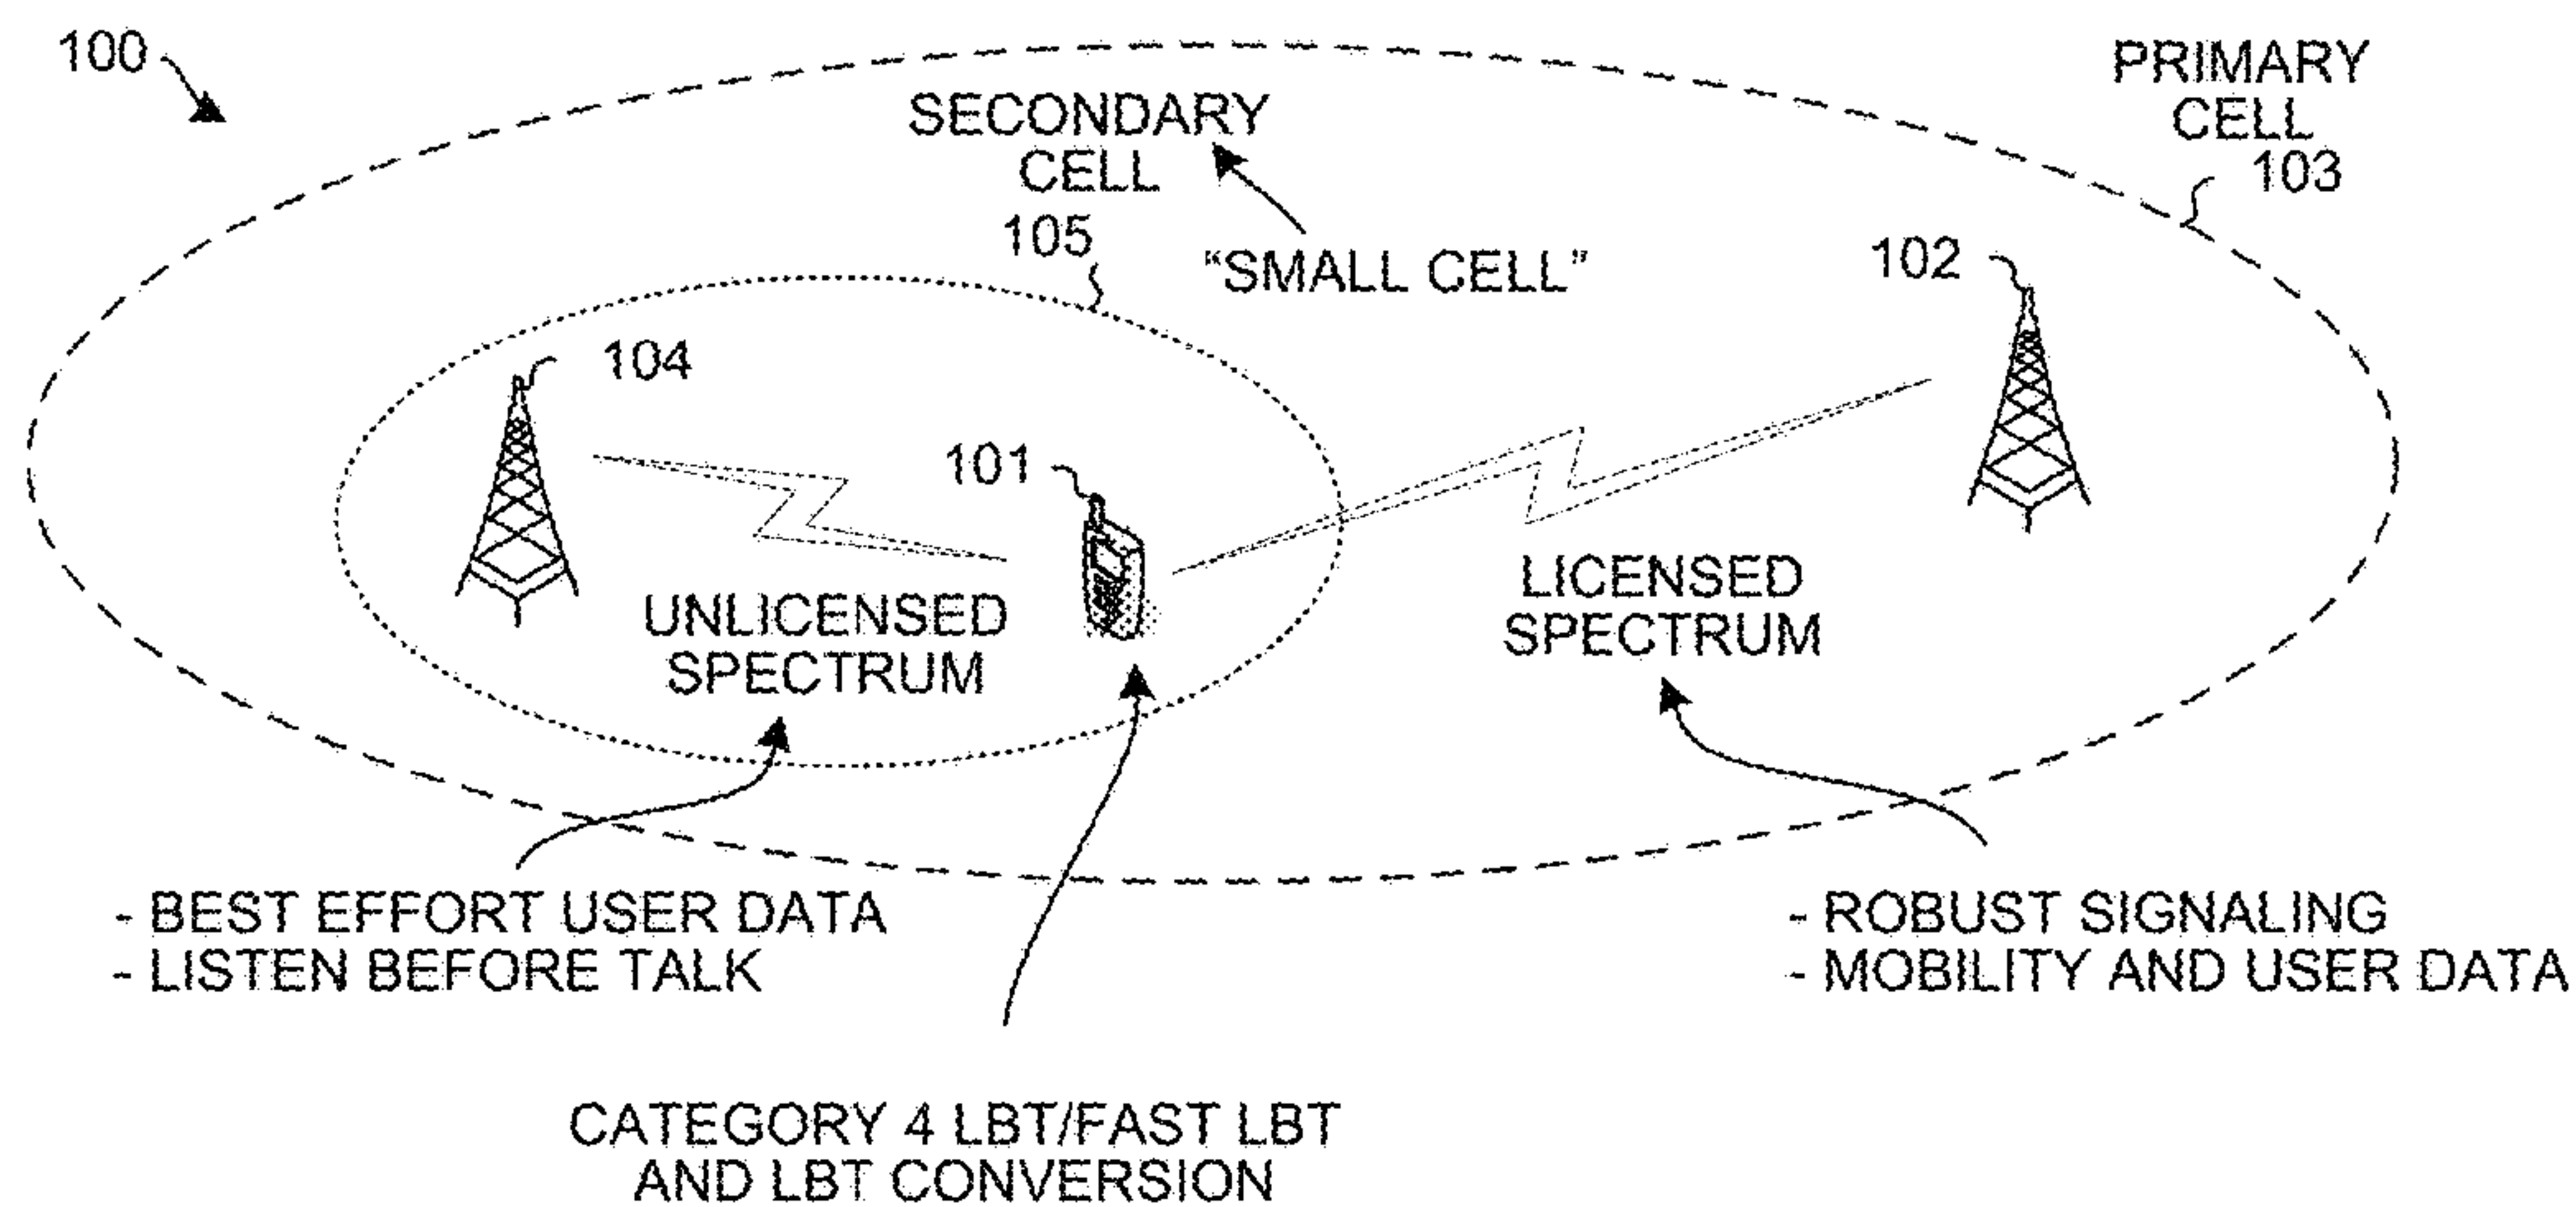 100
PRIMARY
CELL
103
SECONDARY
CELL
105
"SMALL CELL"
102
104
101
UNLICENSED
SPECTRUM
LICENSED
SPECTRUM
- BEST EFFORT USER DATA
- LISTEN BEFORE TALK
- ROBUST SIGNALING
- MOBILITY AND USER DATA
CATEGORY 4 LBT/FAST LBT
AND LBT CONVERSION